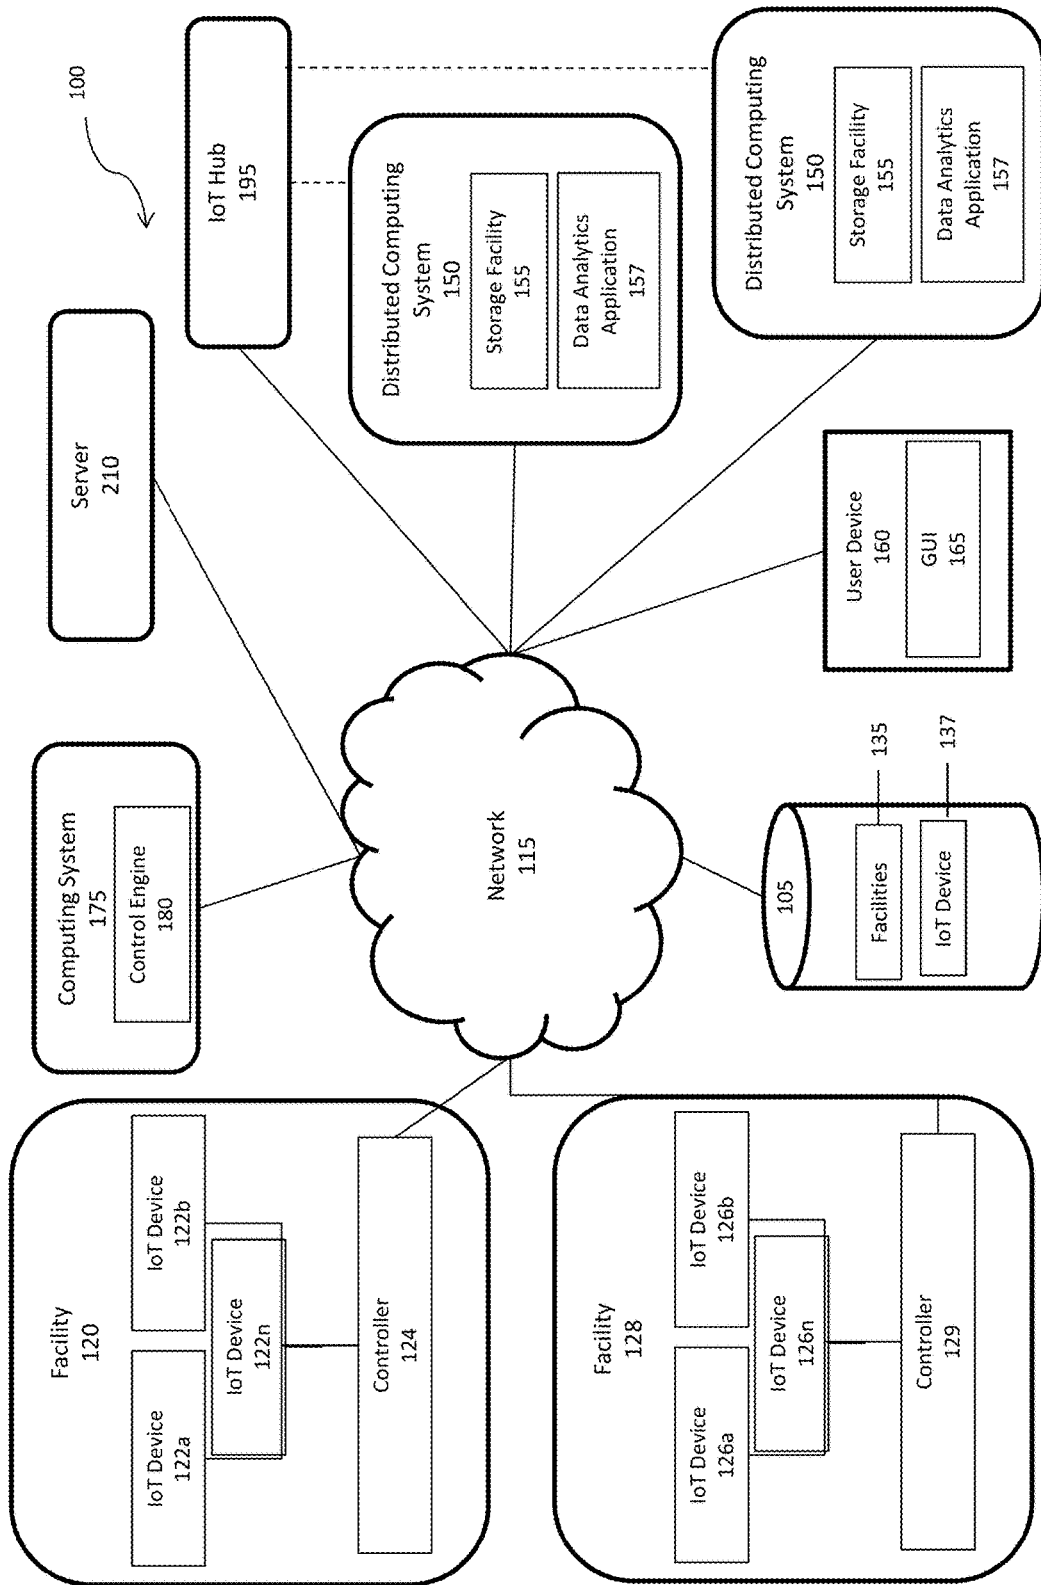 100
Facility
120
IoT Device
122a
IoT Device
122b
IoT Device
122n
Controller
124
Facility
128
IoT Device
126a
IoT Device
126b
IoT Device
126n
Controller
129
Computing System
175
Control Engine
180
Server
210
IoT Hub
195
Network
115
Distributed Computing
System
150
Storage Facility
155
Data Analytics
Application
157
Distributed Computing
System
150
Storage Facility
155
Data Analytics
Application
157
105
Facilities
135
IoT Device
137
User Device
160
GUI
165